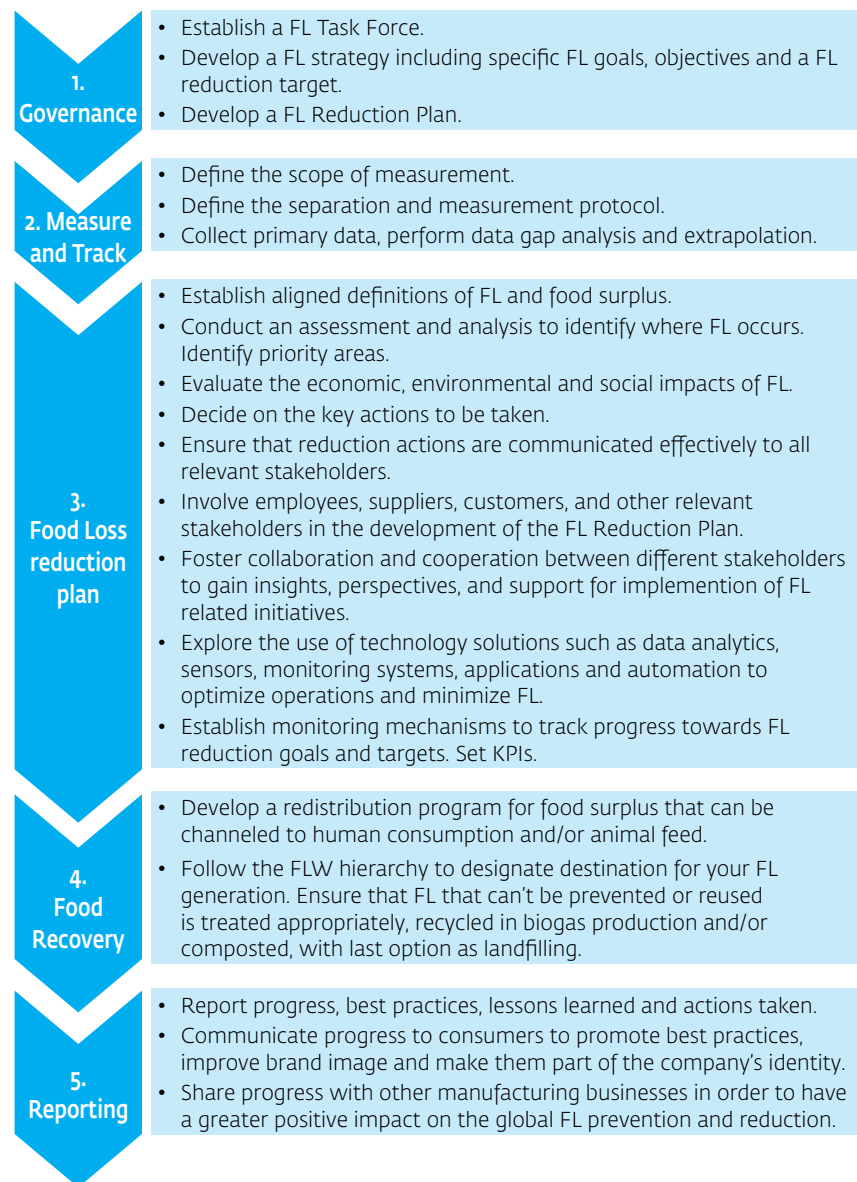 1.
Governance
• Establish a FL Task Force.
• Develop a FL strategy including specific FL goals, objectives and a FL
reduction target.
• Develop a FL Reduction Plan.
2. Measure
and Track
• Define the scope of measurement.
• Define the separation and measurement protocol.
• Collect primary data, perform data gap analysis and extrapolation.
3.
Food Loss
reduction
plan
• Establish aligned definitions of FL and food surplus.
• Conduct an assessment and analysis to identify where FL occurs.
Identify priority areas.
• Evaluate the economic, environmental and social impacts of FL.
• Decide on the key actions to be taken.
• Ensure that reduction actions are communicated effectively to all
relevant stakeholders.
• Involve employees, suppliers, customers, and other relevant
stakeholders in the development of the FL Reduction Plan.
• Foster collaboration and cooperation between different stakeholders
to gain insights, perspectives, and support for implemention of FL
related initiatives.
• Explore the use of technology solutions such as data analytics,
sensors, monitoring systems, applications and automation to
optimize operations and minimize FL.
• Establish monitoring mechanisms to track progress towards FL
reduction goals and targets. Set KPIs.
4.
Food
Recovery
• Develop a redistribution program for food surplus that can be
channeled to human consumption and/or animal feed.
• Follow the FLW hierarchy to designate destination for your FL
generation. Ensure that FL that can't be prevented or reused
is treated appropriately, recycled in biogas production and/or
composted, with last option as landfilling.
5.
Reporting
• Report progress, best practices, lessons learned and actions taken.
• Communicate progress to consumers to promote best practices,
improve brand image and make them part of the company's identity.
• Share progress with other manufacturing businesses in order to have
a greater positive impact on the global FL prevention and reduction.